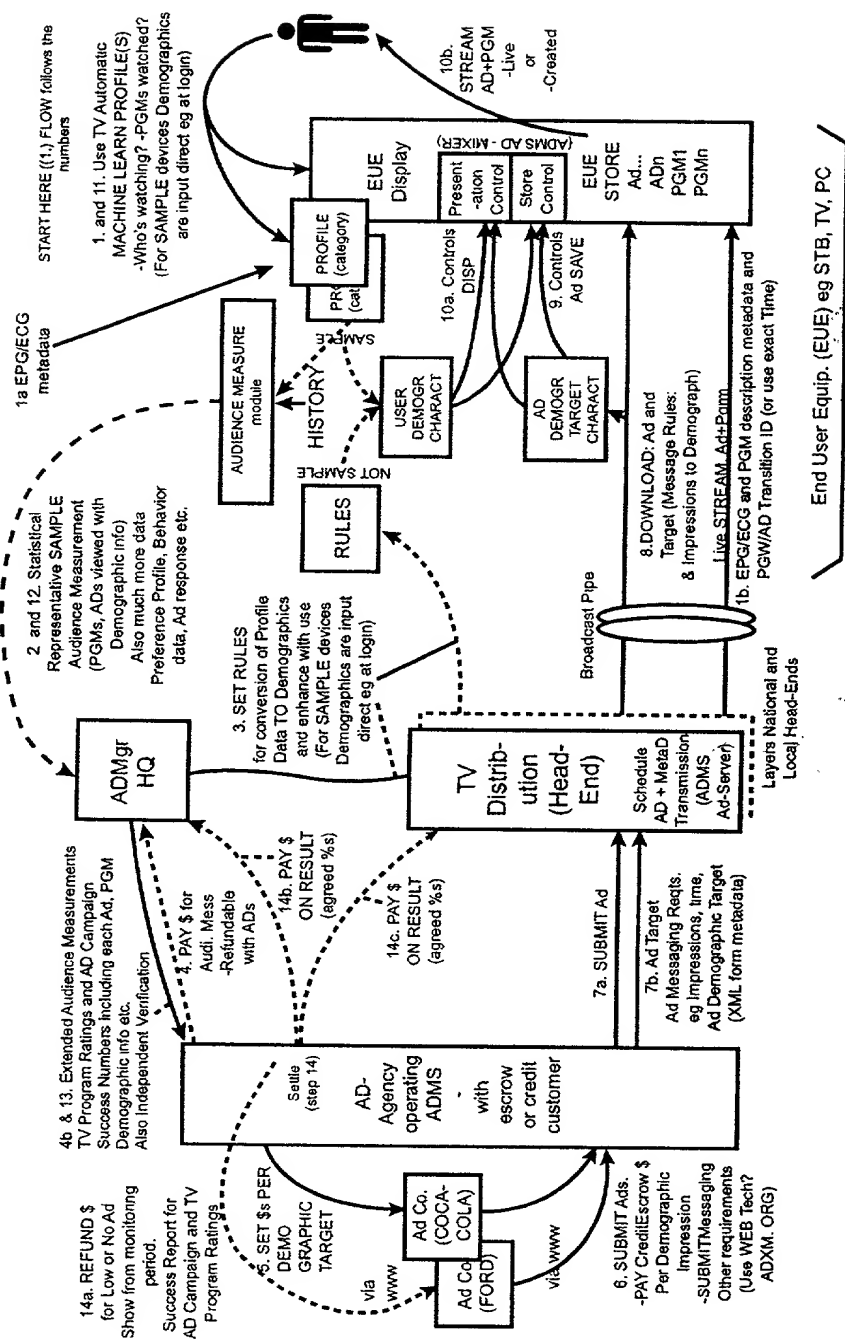 START HERE ((1.) FLOW follows the
numbers
1a EPG/ECG
metadata
1. and 11. Use TV Automatic
MACHINE LEARN PROFILE(S)
-Who's watching? -PGMs watched?
(For SAMPLE devices Demographics
are input direct eg at login)
10b.
STREAM
AD+PGM
-Live
or
-Created
EUE
Display
(ADMS AD - MIXER)
Present
-ation
Control
Store
Control
EUE
STORE
Ad...
ADn
PGM1
PGMn
PROFILE
(category)
PR
(cat
AUDIENCE MEASURE
module
HISTORY
SAMPLE
NOT SAMPLE
USER
DEMOGR
CHARACT
AD
DEMOGR
TARGET
CHARACT
RULES
10a. Controls
DISP
9. Controls
Ad SAVE
2 and 12. Statistical
Representative SAMPLE
Audience Measurement
(PGMs, ADs viewed with
Demographic info)
Also much more data
Preference Profile, Behavior
data, Ad response etc.
3. SET RULES
for conversion of Profile
Data TO Demographics
and enhance with use
(For SAMPLE devices
Demographics are input
direct eg at login)
8.DOWNLOAD: Ad and
Target (Message Rules:
& Impressions to Demograph)
Live STREAM. Ad+Pgm
1b. EPG/ECG and PGM description metadata and
PGW/AD Transition ID (or use exact Time)
Broadcast Pipe
End User Equip. (EUE) eg STB, TV, PC
ADMgr
HQ
TV
Distrib-
ution
(Head-
End)
Schedule
AD + MetaD
Transmission
(ADMS
Ad-Server)
Layers National and
Local Head-Ends
4b & 13. Extended Audience Measurements
TV Program Ratings and AD Campaign
Success Numbers including each Ad, PGM
Demographic info etc.
Also Independent Verification
4. PAY $ for
Audi. Mess
-Refundable
with ADs
14b. PAY $
ON RESULT
(agreed %s)
14c. PAY $
ON RESULT
(agreed %s)
7a. SUBMIT Ad
7b. Ad Target
Ad Messaging Reqts.
eg Impressions, time,
Ad Demographic Target
(XML form metadata)
Settle
(step 14)
AD-
Agency
operating
ADMS
-
with
escrow
or credit
customer
14a. REFUND $
for Low or No Ad
Show from monitoring
period.
Success Report for
AD Campaign and TV
Program Ratings
5. SET $s PER
DEMO
GRAPHIC
TARGET
via
www
Ad Co.
(COCA-
COLA)
Ad Co
(FORD)
via www
6. SUBMIT Ads.
-PAY CreditEscrow $
Per Demographic
Impression
-SUBMITMessaging
Other requirements
(Use WEB Tech?
ADXM. ORG)